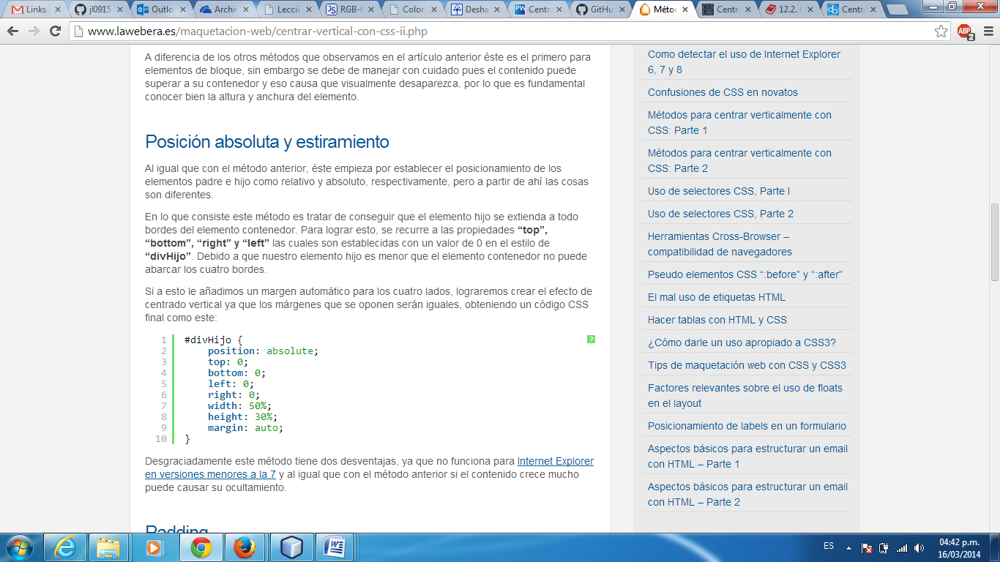 Links
jl0915
Outlo
Archiv
Lecció
RGB-t
Color
Desha
Centra
GitHu
Méto
Centra
12.2. C
Centra
www.lawebera.es/maquetacion-web/centrar-vertical-con-css-ii.php
ABP
2
A diferencia de los otros métodos que observamos en el artículo anterior éste es el primero para
elementos de bloque, sin embargo se debe de manejar con cuidado pues el contenido puede
superar a su contenedor y eso causa que visualmente desaparezca, por lo que es fundamental
conocer bien la altura y anchura del elemento.
Posición absoluta y estiramiento
Al igual que con el método anterior, éste empieza por establecer el posicionamiento de los
elementos padre e hijo como relativo y absoluto, respectivamente, pero a partir de ahí las cosas
son diferentes.
En lo que consiste este método es tratar de conseguir que el elemento hijo se extienda a todo
bordes del elemento contenedor. Para lograr esto, se recurre a las propiedades “top”,
“bottom”, “right” y “left” las cuales son establecidas con un valor de 0 en el estilo de
“divHijo”. Debido a que nuestro elemento hijo es menor que el elemento contenedor no puede
abarcar los cuatro bordes.
Si a esto le añadimos un margen automático para los cuatro lados, lograremos crear el efecto de
centrado vertical ya que los márgenes que se oponen serán iguales, obteniendo un código CSS
final como este:
?
1 #divHijo {
2 position: absolute;
3 top: 0;
4 bottom: 0;
5 left: 0;
6 right: 0;
7 width: 50%;
8 height: 30%;
9 margin: auto;
10 }
Desgraciadamente este método tiene dos desventajas, ya que no funciona para Internet Explorer
en versiones menores a la 7 y al igual que con el método anterior si el contenido crece mucho
puede causar su ocultamiento.
Padding
Como detectar el uso de Internet Explorer
6, 7 y 8
Confusiones de CSS en novatos
Métodos para centrar verticalmente con
CSS: Parte 1
Métodos para centrar verticalmente con
CSS: Parte 2
Uso de selectores CSS, Parte I
Uso de selectores CSS, Parte 2
Herramientas Cross-Browser –
compatibilidad de navegadores
Pseudo elementos CSS “:before” y “:after”
El mal uso de etiquetas HTML
Hacer tablas con HTML y CSS
¿Cómo darle un uso apropiado a CSS3?
Tips de maquetación web con CSS y CSS3
Factores relevantes sobre el uso de floats
en el layout
Posicionamiento de labels en un formulario
Aspectos básicos para estructurar un email
con HTML – Parte 1
Aspectos básicos para estructurar un email
con HTML – Parte 2
ES
04:42 p.m.
16/03/2014